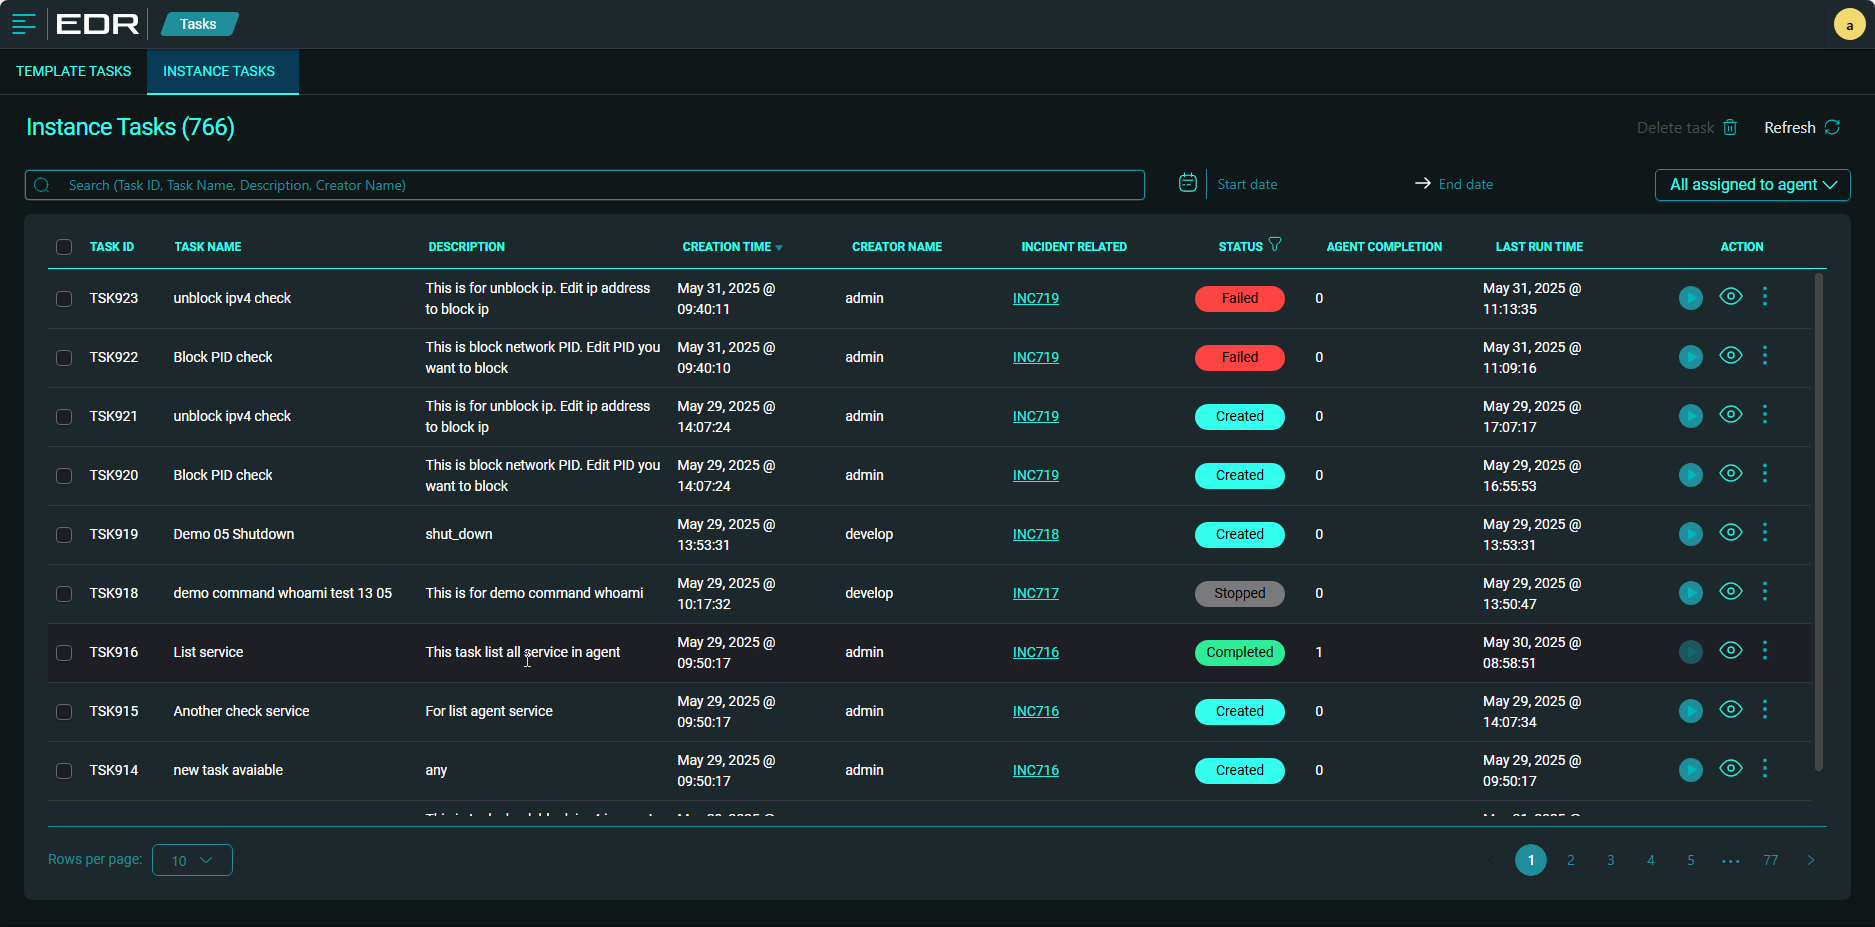 EDR
Tasks
a
TEMPLATE TASKS
INSTANCE TASKS
Instance Tasks (766)
Delete task
Refresh
Search (Task ID, Task Name, Description, Creator Name)
Start date
End date
All assigned to agent
TASK ID TASK NAME DESCRIPTION CREATION TIME CREATOR NAME INCIDENT RELATED STATUS AGENT COMPLETION LAST RUN TIME ACTION
TSK923 unblock ipv4 check This is for unblock ip. Edit ip address May 31, 2025 @ admin INC719 Failed 0 May 31, 2025 @
to block ip 09:40:11 11:13:35
TSK922 Block PID check This is block network PID. Edit PID you May 31, 2025 @ admin INC719 Failed 0 May 31, 2025 @
want to block 09:40:10 11:09:16
TSK921 unblock ipv4 check This is for unblock ip. Edit ip address May 29, 2025 @ admin INC719 Created 0 May 29, 2025 @
to block ip 14:07:24 17:07:17
TSK920 Block PID check This is block network PID. Edit PID you May 29, 2025 @ admin INC719 Created 0 May 29, 2025 @
want to block 14:07:24 16:55:53
TSK919 Demo 05 Shutdown shut_down May 29, 2025 @ develop INC718 Created 0 May 29, 2025 @
13:53:31 13:53:31
TSK918 demo command whoami test 13 05 This is for demo command whoami May 29, 2025 @ develop INC717 Stopped 0 May 29, 2025 @
10:17:32 13:50:47
TSK916 List service This task list all service in agent May 29, 2025 @ admin INC716 Completed 1 May 30, 2025 @
09:50:17 08:58:51
TSK915 Another check service For list agent service May 29, 2025 @ admin INC716 Created 0 May 29, 2025 @
09:50:17 14:07:34
TSK914 new task avaiable any May 29, 2025 @ admin INC716 Created 0 May 29, 2025 @
09:50:17 09:50:17
Rows per page: 10
1 2 3 4 5 ••• 77